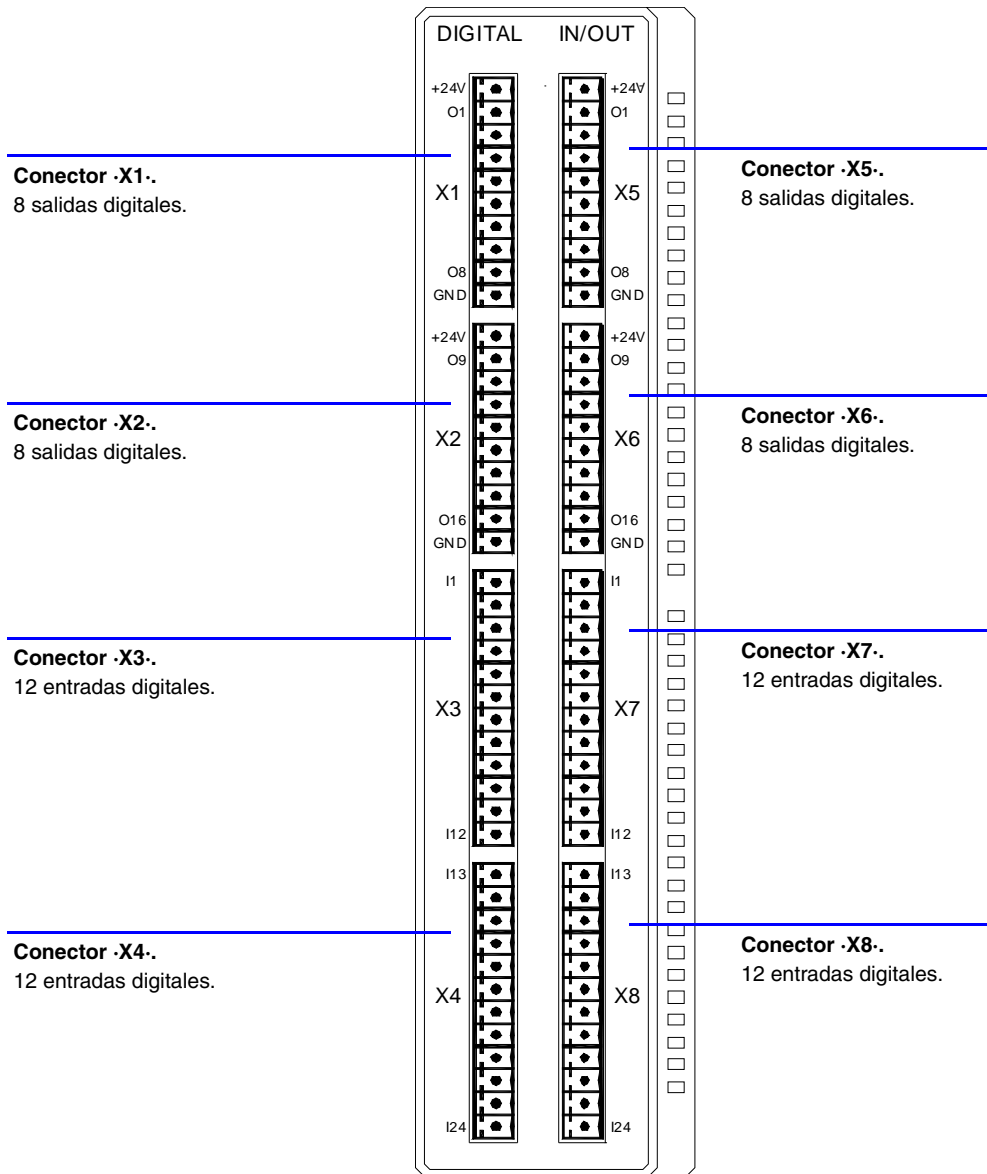 DIGITAL IN/OUT
+24V
O1
X1
O8
GND
+24V
O9
X2
O16
GND
I1
X3
I12
I13
X4
I24
+24V
O1
X5
O8
GND
+24V
O9
X6
O16
GND
I1
X7
I12
I13
X8
I24
Conector ·X1·.
8 salidas digitales.
Conector ·X2·.
8 salidas digitales.
Conector ·X3·.
12 entradas digitales.
Conector ·X4·.
12 entradas digitales.
Conector ·X5·.
8 salidas digitales.
Conector ·X6·.
8 salidas digitales.
Conector ·X7·.
12 entradas digitales.
Conector ·X8·.
12 entradas digitales.